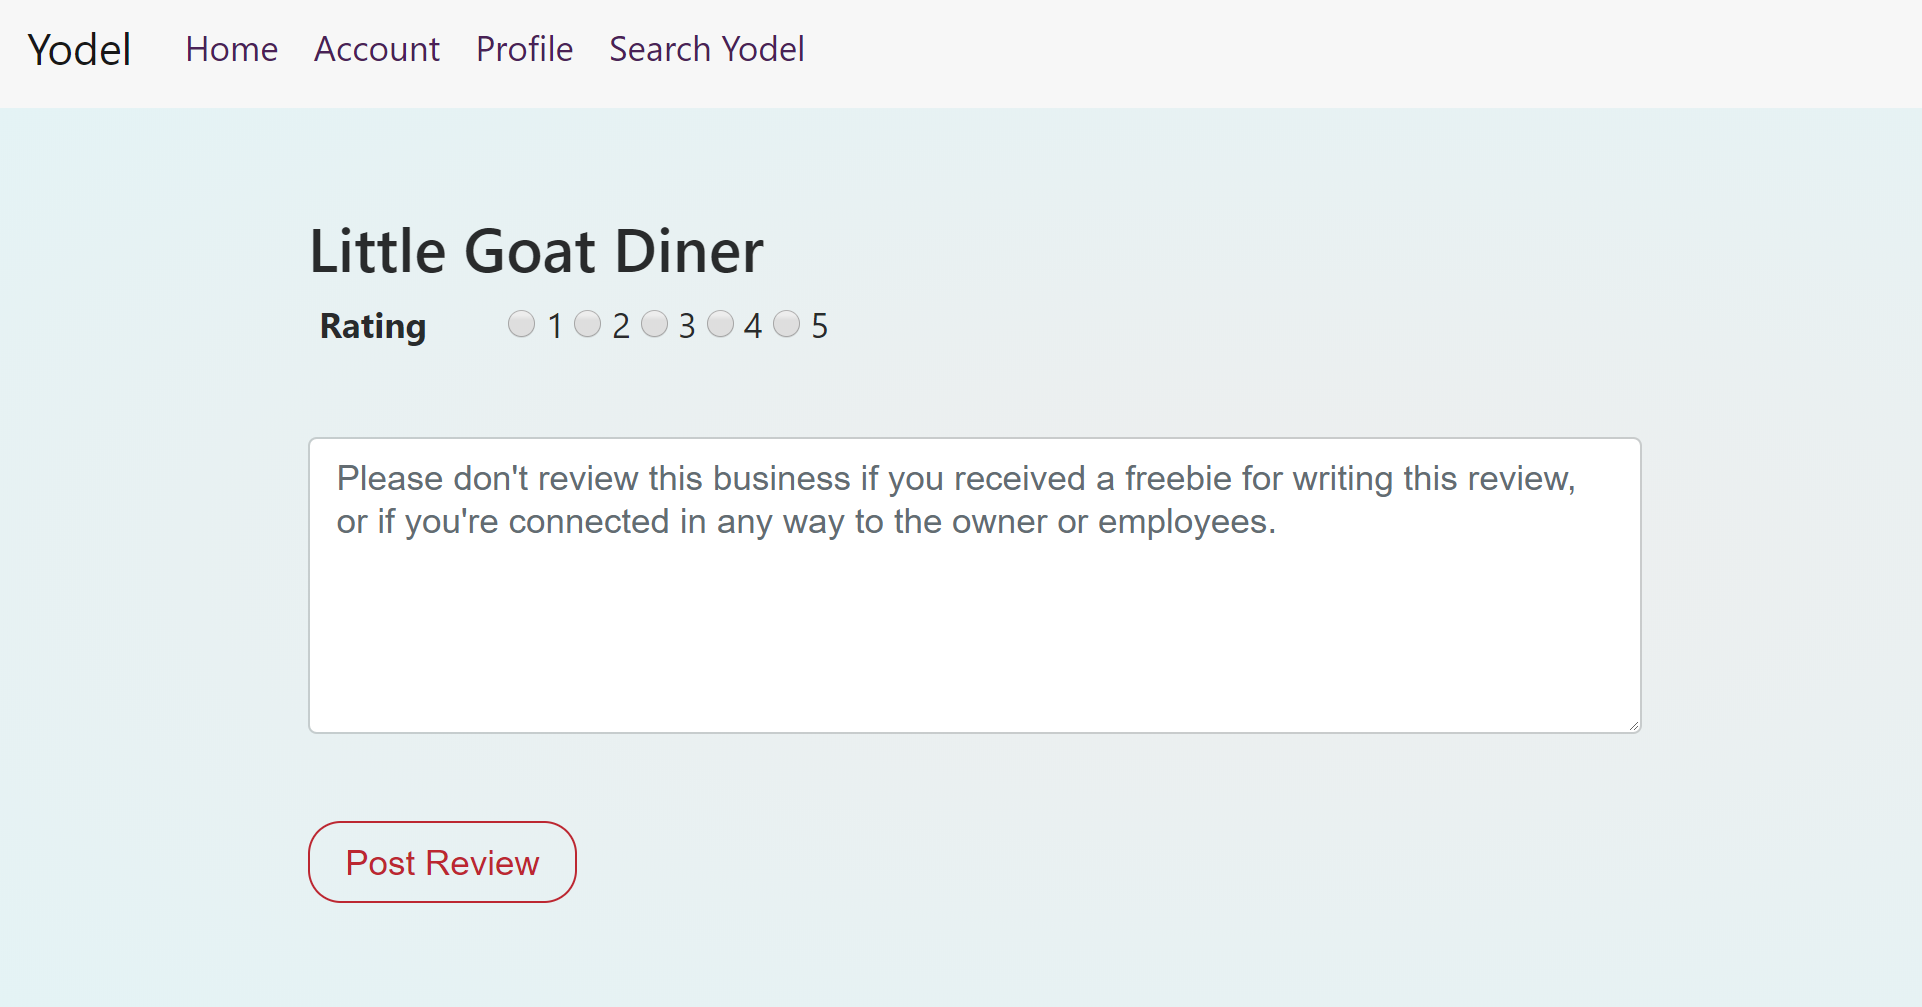 Yodel Home Account Profile Search Yodel
Little Goat Diner
Rating 1 2 3 4 5
Please don't review this business if you received a freebie for writing this review,
or if you're connected in any way to the owner or employees.
Post Review